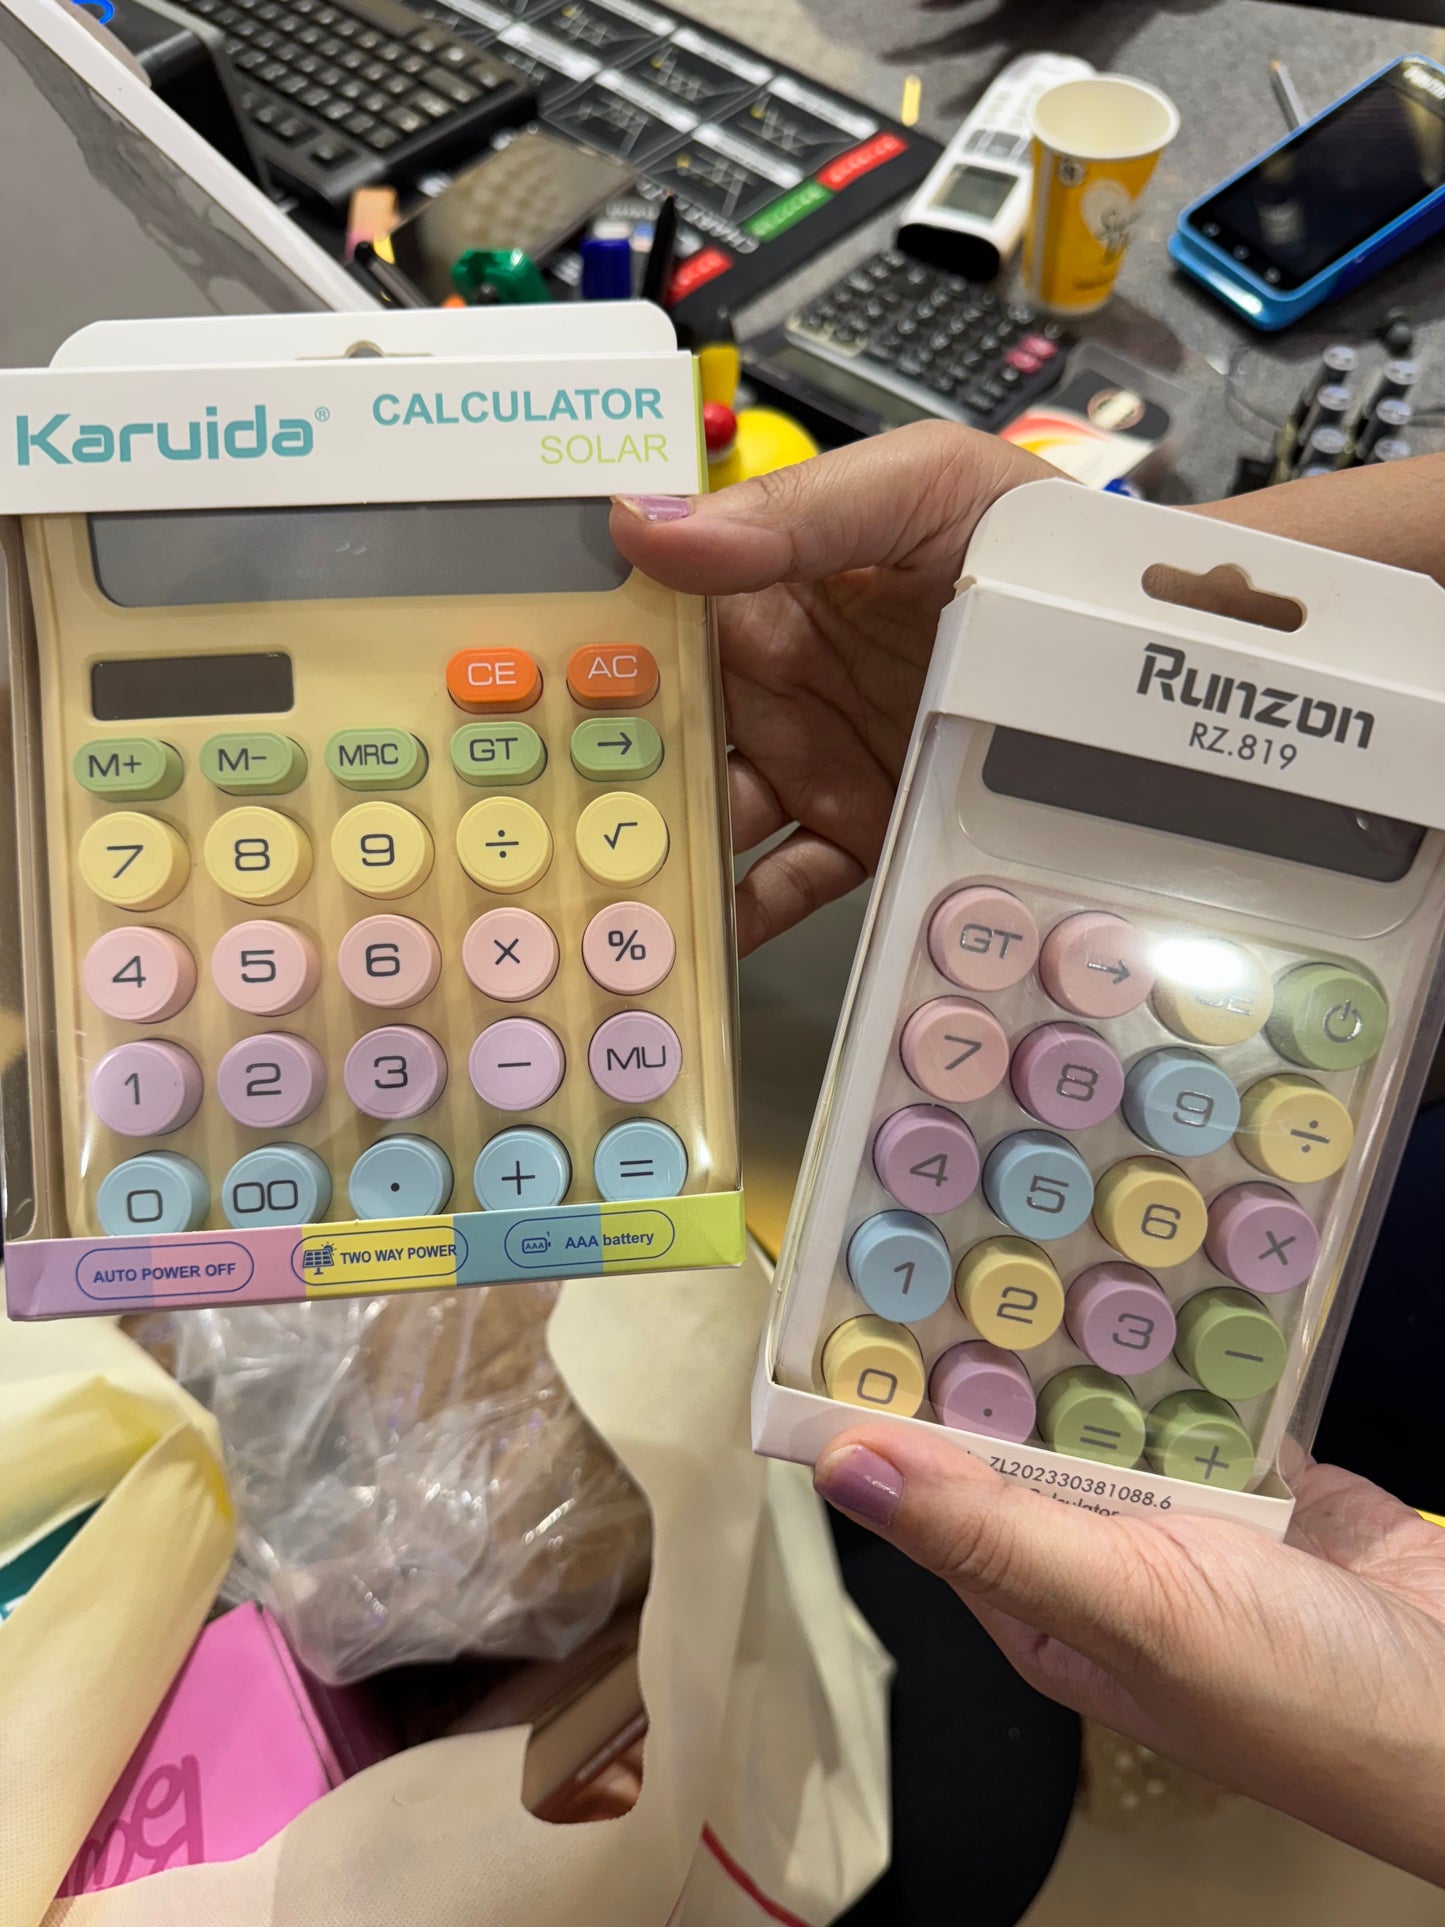 Karuida®
CALCULATOR
SOLAR
CE AC
M+ M- MRC GT →
7 8 9 ÷ √
4 5 6 × %
1 2 3 − MU
0 00 . + =
AUTO POWER OFF
TWO WAY POWER
AAA
AAA battery
Runzon
RZ.819
GT →
7 8 9 ÷
4 5 6 ×
1 2 3 −
0 . = +
ZL202330381088.6
Calculator